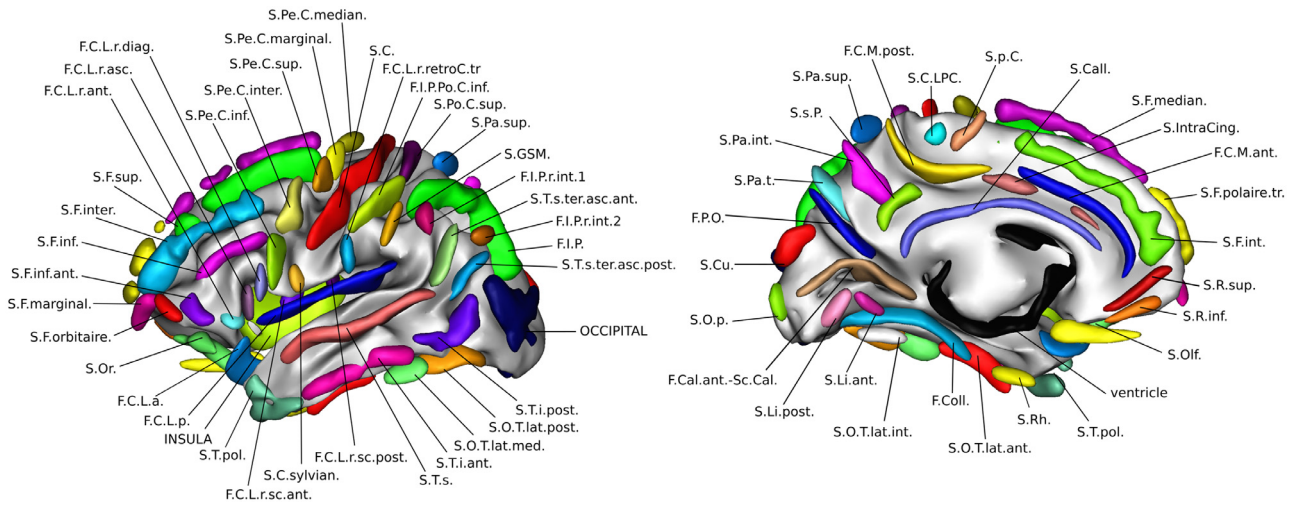 S.Pe.C.median.
S.Pe.C.marginal.
F.C.L.r.diag.
S.C.
S.Pe.C.sup.
F.C.L.r.asc.
F.C.L.r.retroC.tr
F.C.L.r.ant.
S.Pe.C.inter.
F.I.P.Po.C.inf.
S.Po.C.sup.
S.Pe.C.inf.
S.Pa.sup.
S.GSM.
S.F.sup.
F.I.P.r.int.1
S.T.s.ter.asc.ant.
S.F.inter.
F.I.P.r.int.2
S.F.inf.
F.I.P.
S.F.inf.ant.
S.T.s.ter.asc.post.
S.F.marginal.
S.F.orbitaire.
OCCIPITAL
S.Or.
F.C.L.a.
S.T.i.post.
F.C.L.p.
S.O.T.lat.post.
INSULA
S.O.T.lat.med.
S.T.pol.
F.C.L.r.sc.post.
S.T.i.ant.
S.C.sylvian.
S.T.s.
F.C.L.r.sc.ant.
F.C.M.post.
S.p.C.
S.Pa.sup.
S.C.LPC.
S.Call.
S.s.P.
S.F.median.
S.Pa.int.
S.IntraCing.
F.C.M.ant.
S.Pa.t.
S.F.polaire.tr.
F.P.O.
S.F.int.
S.Cu.
S.R.sup.
S.O.p.
S.R.inf.
S.Olf.
F.Cal.ant.-Sc.Cal.
S.Li.ant.
ventricle
S.Li.post.
F.Coll.
S.Rh.
S.O.T.lat.int.
S.T.pol.
S.O.T.lat.ant.